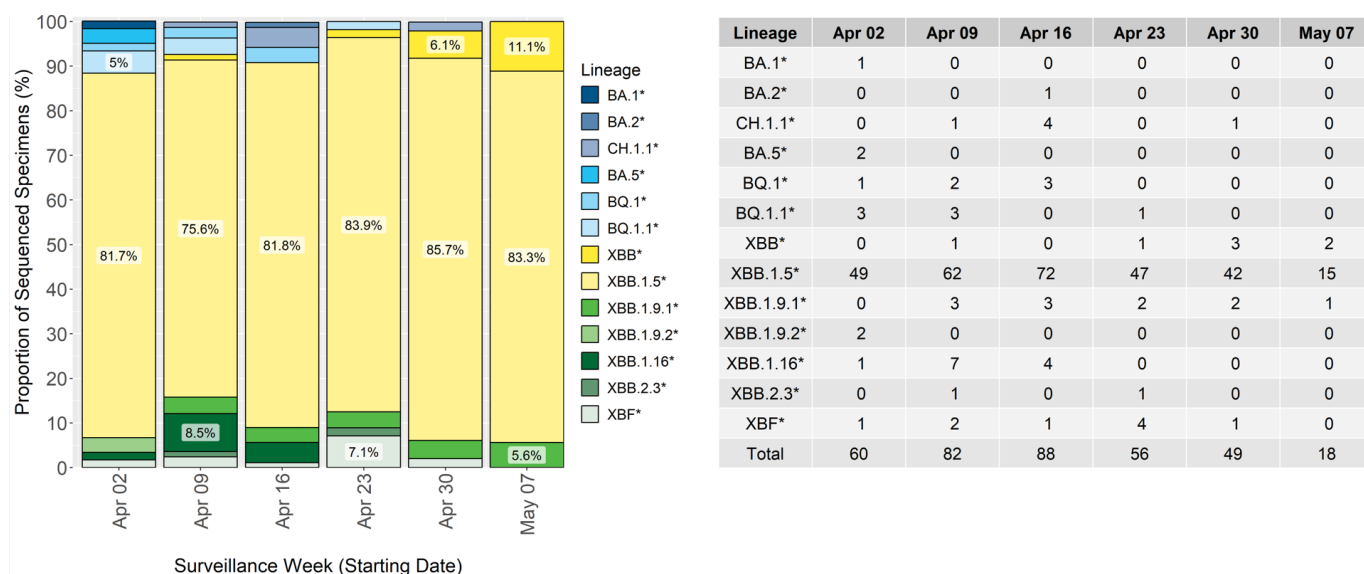 100
90
80
70
60
50
40
30
20
10
0
Proportion of Sequenced Specimens (%)
5%
81.7%
75.6%
8.5%
81.8%
83.9%
7.1%
6.1%
85.7%
11.1%
83.3%
5.6%
Apr 02
Apr 09
Apr 16
Apr 23
Apr 30
May 07
Surveillance Week (Starting Date)
Lineage
BA.1*
BA.2*
CH.1.1*
BA.5*
BQ.1*
BQ.1.1*
XBB*
XBB.1.5*
XBB.1.9.1*
XBB.1.9.2*
XBB.1.16*
XBB.2.3*
XBF*
Lineage Apr 02 Apr 09 Apr 16 Apr 23 Apr 30 May 07
BA.1* 1 0 0 0 0 0
BA.2* 0 0 1 0 0 0
CH.1.1* 0 1 4 0 1 0
BA.5* 2 0 0 0 0 0
BQ.1* 1 2 3 0 0 0
BQ.1.1* 3 3 0 1 0 0
XBB* 0 1 0 1 3 2
XBB.1.5* 49 62 72 47 42 15
XBB.1.9.1* 0 3 3 2 2 1
XBB.1.9.2* 2 0 0 0 0 0
XBB.1.16* 1 7 4 0 0 0
XBB.2.3* 0 1 0 1 0 0
XBF* 1 2 1 4 1 0
Total 60 82 88 56 49 18